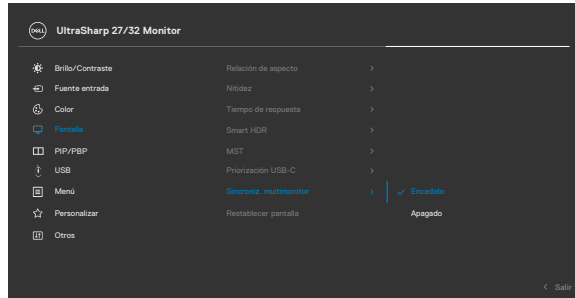 DELL UltraSharp 27/32 Monitor
Brillo/Contraste Relación de aspecto
Fuente entrada Nitidez
Color Tiempo de respuesta
Pantalla Smart HDR
PIP/PBP MST
USB Priorización USB-C
Menú Sincroniz. multimonitor Encedido
Personalizar Restablecer pantalla Apagado
Otros
Salir